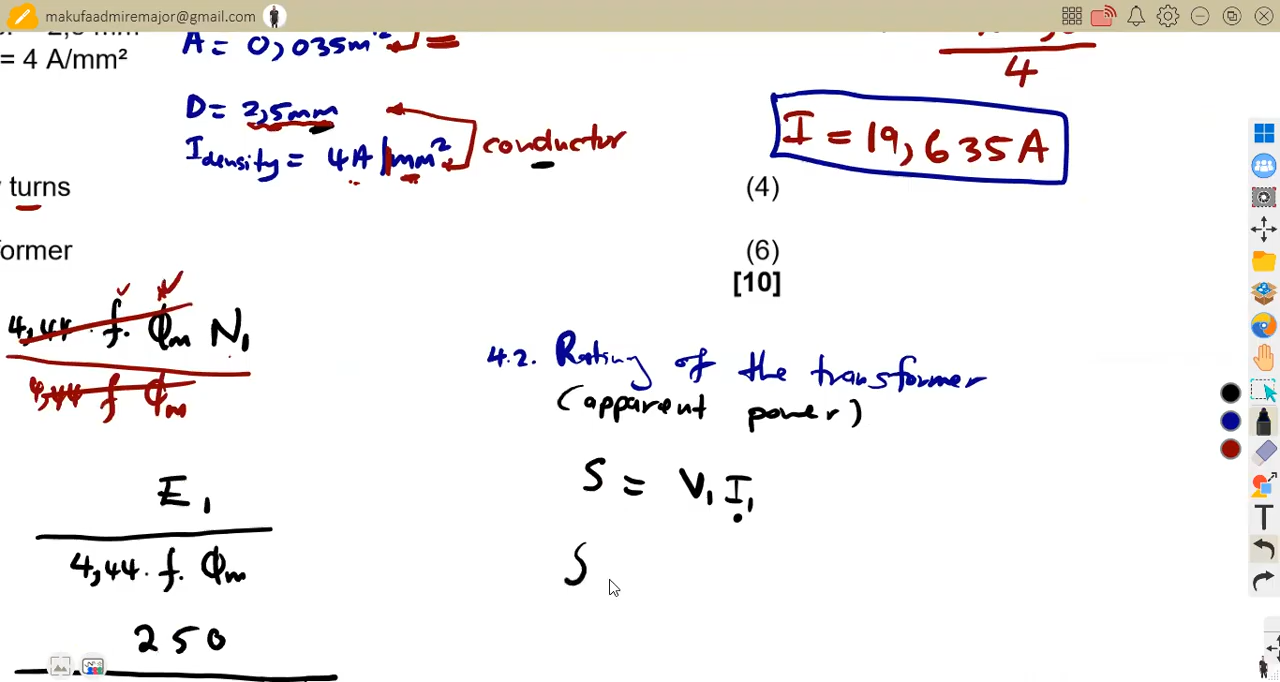 makufaadmiremajor@gmail.com
= 4 A/mm²
A = 0,035m²
D = 2,5mm
I density = 4A/mm²
conductor
4
I = 19,635A
turns
(4)
former
(6)
[10]
4,44 . f. Φm N1
4,44 f Φm
4.2. Rating of the transformer
(apparent power)
S = V1 I1
E1
4,44. f. Φm
S
250
T